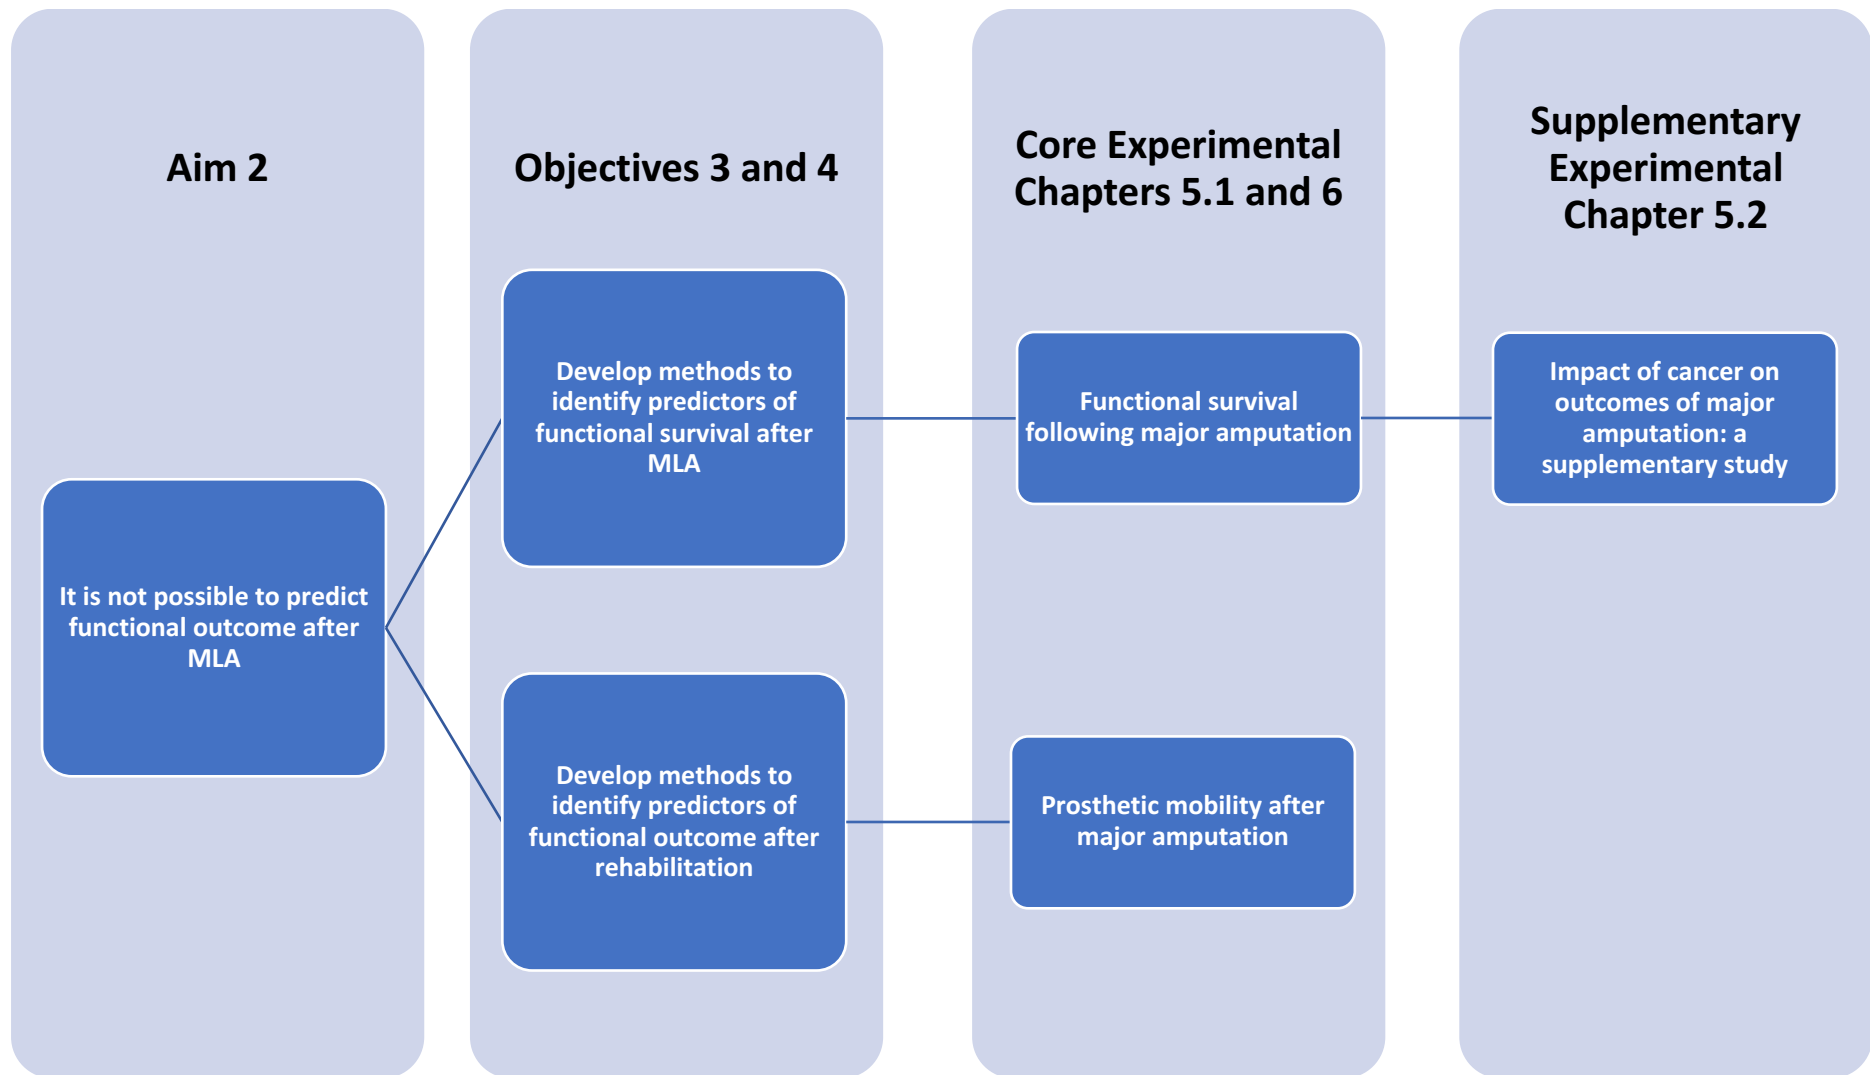 Aim 2
Objectives 3 and 4
Core Experimental
Chapters 5.1 and 6
Supplementary
Experimental
Chapter 5.2
It is not possible to predict
functional outcome after
MLA
Develop methods to
identify predictors of
functional survival after
MLA
Functional survival
following major amputation
Impact of cancer on
outcomes of major
amputation: a
supplementary study
Develop methods to
identify predictors of
functional outcome after
rehabilitation
Prosthetic mobility after
major amputation